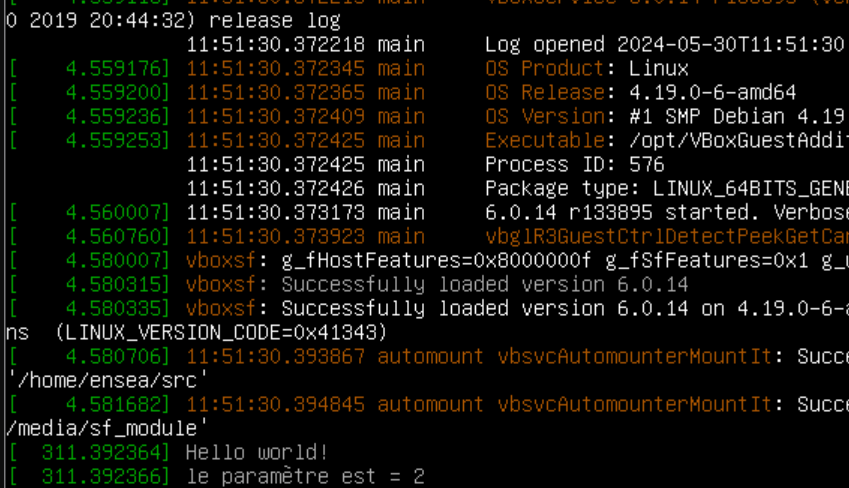 0 2019 20:44:32) release log
11:51:30.372218 main Log opened 2024-05-30T11:51:30
[ 4.559176] 11:51:30.372345 main OS Product: Linux
[ 4.559200] 11:51:30.372365 main OS Release: 4.19.0-6-amd64
[ 4.559236] 11:51:30.372409 main OS Version: #1 SMP Debian 4.19
[ 4.559253] 11:51:30.372425 main Executable: /opt/VBoxGuestAddit
11:51:30.372425 main Process ID: 576
11:51:30.372426 main Package type: LINUX_64BITS_GENE
[ 4.560007] 11:51:30.373173 main 6.0.14 r133895 started. Verbose
[ 4.560760] 11:51:30.373923 main vbglR3GuestCtrlDetectPeekGetCan
[ 4.580007] vboxsf: g_fHostFeatures=0x8000000f g_fSfFeatures=0x1 g_u
[ 4.580315] vboxsf: Successfully loaded version 6.0.14
[ 4.580335] vboxsf: Successfully loaded version 6.0.14 on 4.19.0-6-a
ns (LINUX_VERSION_CODE=0x41343)
[ 4.580706] 11:51:30.393867 automount vbsvcAutomounterMountIt: Succe
'/home/ensea/src'
[ 4.581682] 11:51:30.394845 automount vbsvcAutomounterMountIt: Succe
/media/sf_module'
[ 311.392364] Hello world!
[ 311.392366] le paramètre est = 2